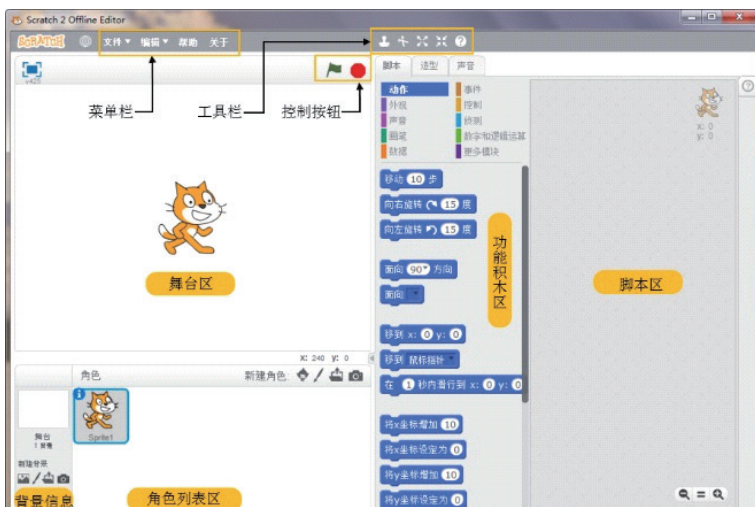 Scratch 2 Offline Editor
SCRATCH 文件▼ 编辑▼ 帮助 关于
v427
菜单栏
工具栏
控制按钮
脚本 造型 声音
动作 事件
外观 控制
声音 侦测
画笔 数字和逻辑运算
数据 更多模块
x: 0
y: 0
移动 10 步
向右旋转 15 度
向左旋转 15 度
面向 90▼ 方向
面向
移到 x: 0 y: 0
移到 鼠标指针
在 1 秒内滑行到 x: 0 y: 0
将x坐标增加 10
将x坐标设定为 0
将y坐标增加 10
将y坐标设定为 0
舞台区
功能积木区
脚本区
x: 240 y: 0
角色 新建角色:
Sprite1
舞台
1 背景
新建背景
背景信息
角色列表区